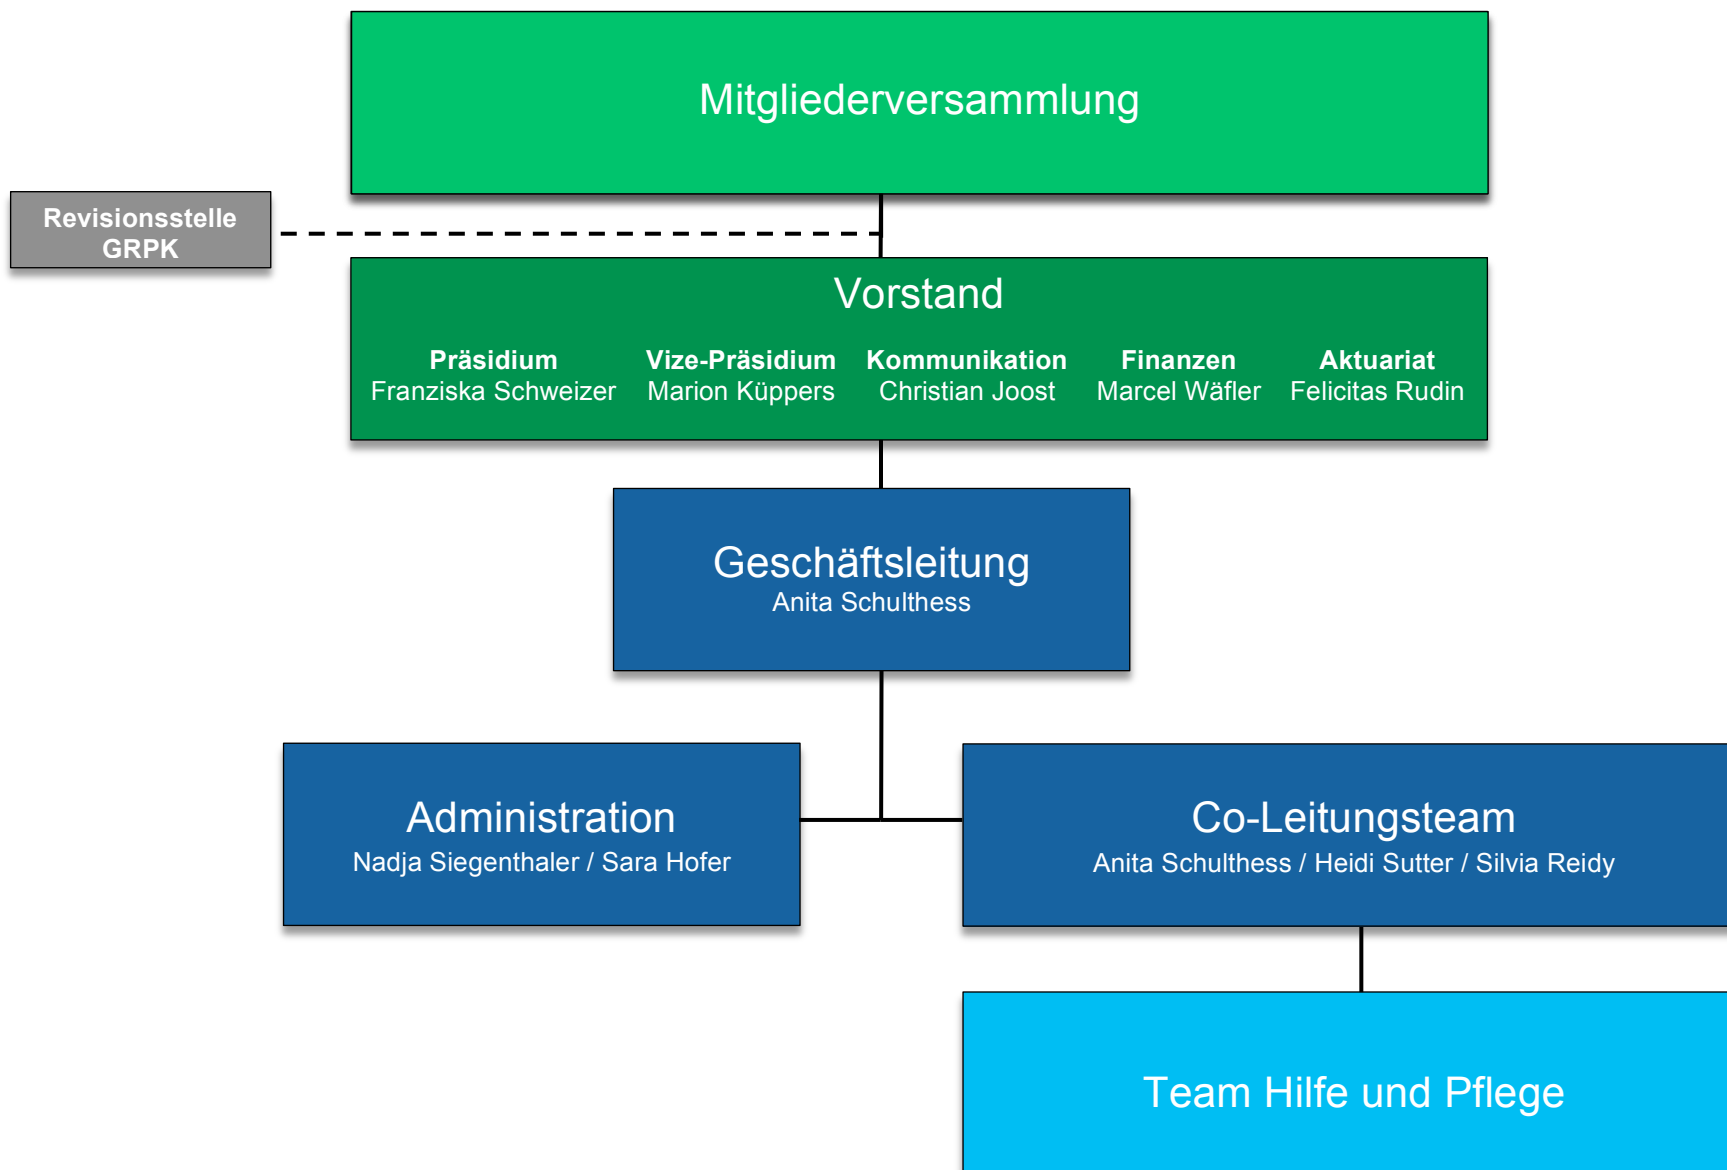 Mitgliederversammlung
Revisionsstelle
GRPK
Vorstand
Präsidium Vize-Präsidium Kommunikation Finanzen Aktuariat
Franziska Schweizer Marion Küppers Christian Joost Marcel Wäfler Felicitas Rudin
Geschäftsleitung
Anita Schulthess
Administration
Nadja Siegenthaler / Sara Hofer
Co-Leitungsteam
Anita Schulthess / Heidi Sutter / Silvia Reidy
Team Hilfe und Pflege